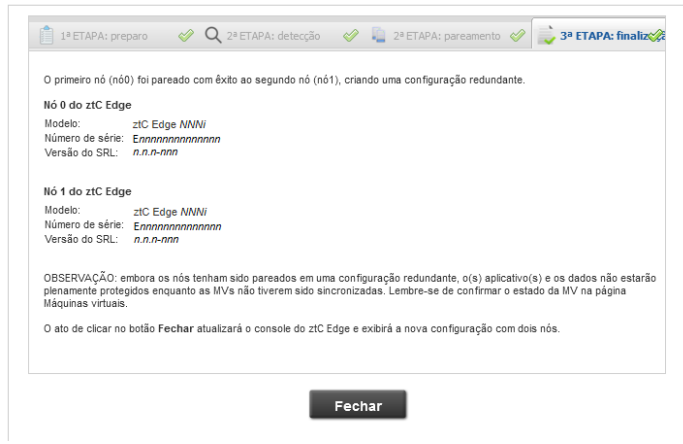 1ª ETAPA: preparo 2ª ETAPA: detecção 2ª ETAPA: pareamento 3ª ETAPA: finalização
O primeiro nó (nó0) foi pareado com êxito ao segundo nó (nó1), criando uma configuração redundante.
Nó 0 do ztC Edge
Modelo: ztC Edge NNNi
Número de série: Ennnnnnnnnnnnnn
Versão do SRL: n.n.n-nnn
Nó 1 do ztC Edge
Modelo: ztC Edge NNNi
Número de série: Ennnnnnnnnnnnnn
Versão do SRL: n.n.n-nnn
OBSERVAÇÃO: embora os nós tenham sido pareados em uma configuração redundante, o(s) aplicativo(s) e os dados não estarão
plenamente protegidos enquanto as MVs não tiverem sido sincronizadas. Lembre-se de confirmar o estado da MV na página
Máquinas virtuais.
O ato de clicar no botão Fechar atualizará o console do ztC Edge e exibirá a nova configuração com dois nós.
Fechar